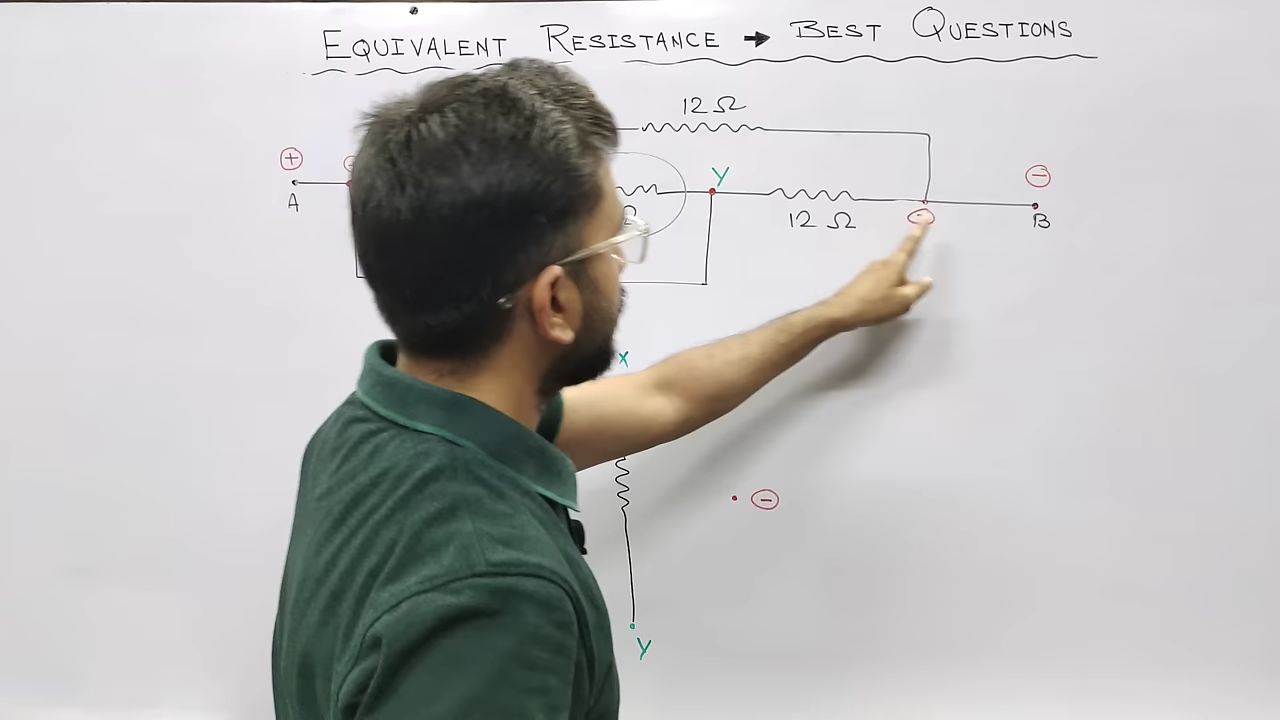 EQUIVALENT RESISTANCE → BEST QUESTIONS
12 Ω
+
Y
-
A
Ω
12 Ω
-
B
x
-
Y